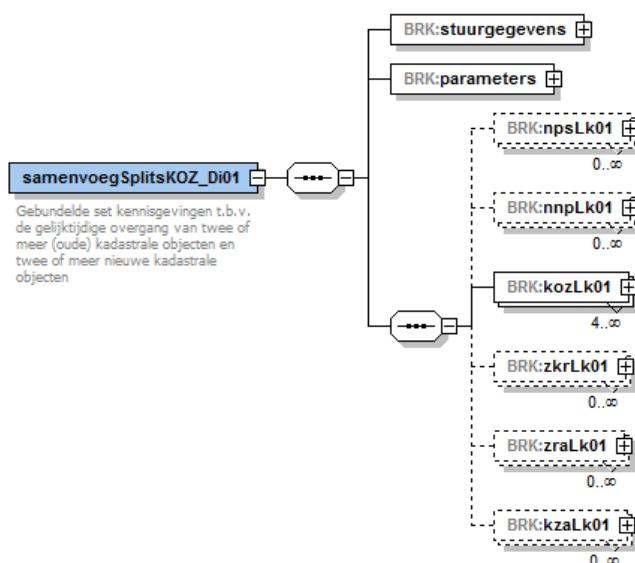 BRK:stuurgegevens
BRK:parameters
BRK:npsLk01
0..∞
BRK:nnpLk01
0..∞
samenvoegSplitsKOZ_Di01
Gebundelde set kennisgevingen t.b.v.
de gelijktijdige overgang van twee of
meer (oude) kadastrale objecten en
twee of meer nieuwe kadastrale
objecten
BRK:kozLk01
4..∞
BRK:zkrLk01
0..∞
BRK:zraLk01
0..∞
BRK:kzaLk01
0..∞